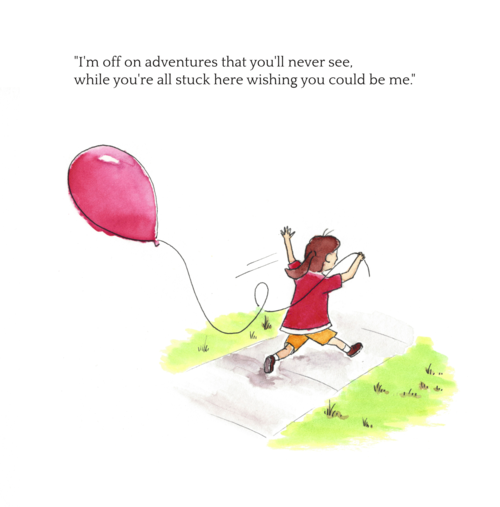 "I'm off on adventures that you'll never see,
while you're all stuck here wishing you could be me."